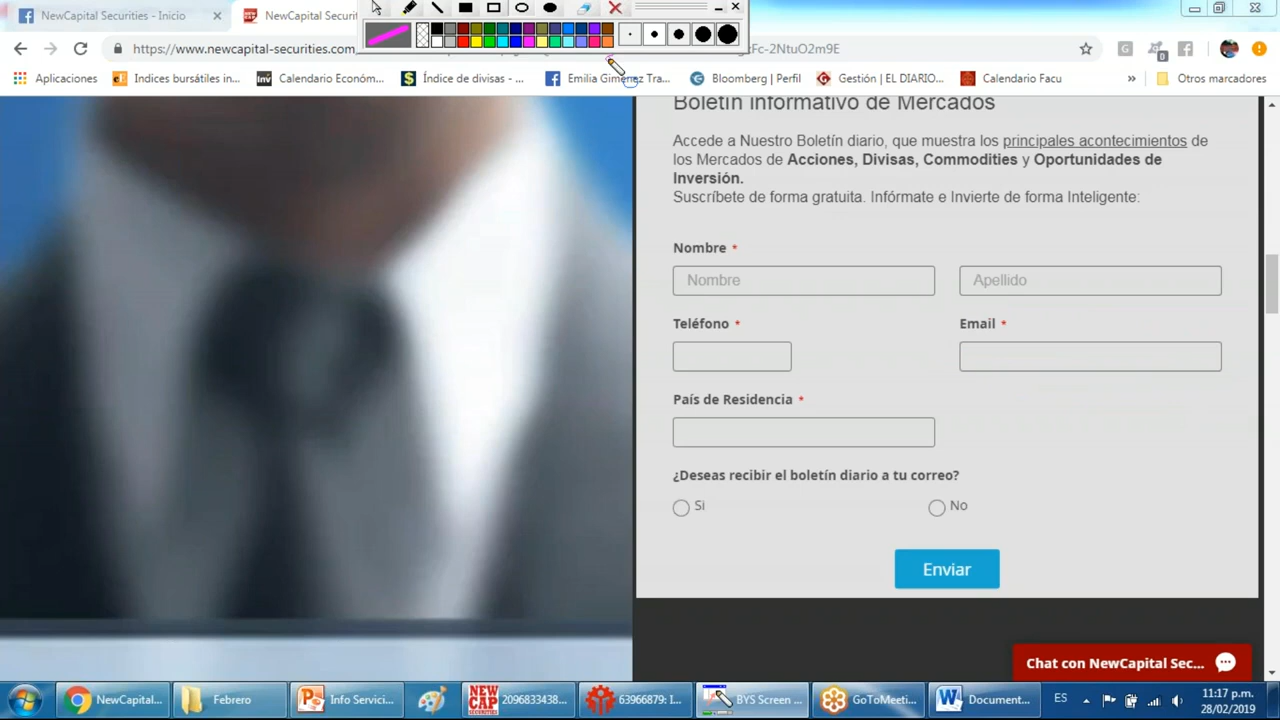 NewCapital Securities - Inicio
NewCapital Securit
https://www.newcapital-securities.com
zFc-2NtuO2m9E
Aplicaciones
Indices bursátiles in...
Calendario Económ...
Índice de divisas - ...
Emilia Gimenez Tra...
Bloomberg | Perfil
Gestión | EL DIARIO...
Calendario Facu
»
Otros marcadores
Boletín informativo de Mercados
Accede a Nuestro Boletín diario, que muestra los principales acontecimientos de
los Mercados de Acciones, Divisas, Commodities y Oportunidades de
Inversión.
Suscríbete de forma gratuita. Infórmate e Invierte de forma Inteligente:
Nombre *
Nombre
Apellido
Teléfono *
Email *
País de Residencia *
¿Deseas recibir el boletín diario a tu correo?
Si
No
Enviar
Chat con NewCapital Sec...
NewCapital...
Febrero
Info Servici...
NEW CAP
2096833438...
63966879: I...
BYS Screen ...
GoToMeeti...
Document...
ES
11:17 p.m.
28/02/2019